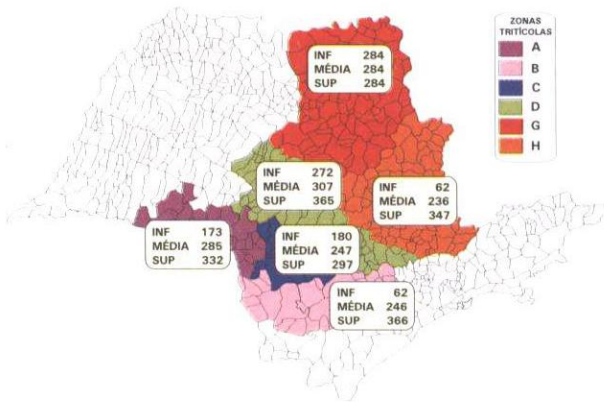 ZONAS
TRITÍCOLAS
A
B
C
D
G
H
INF 284
MÉDIA 284
SUP 284
INF 272
MÉDIA 307
SUP 365
INF 62
MÉDIA 236
SUP 347
INF 173
MÉDIA 285
SUP 332
INF 180
MÉDIA 247
SUP 297
INF 62
MÉDIA 246
SUP 366